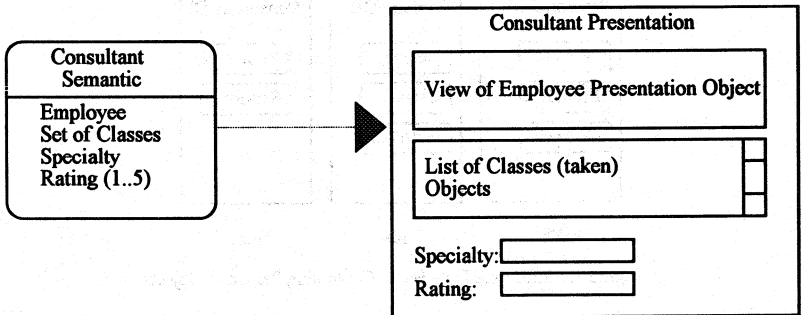 Consultant
Semantic
Employee
Set of Classes
Specialty
Rating (1..5)
Consultant Presentation
View of Employee Presentation Object
List of Classes (taken)
Objects
Specialty:
Rating: